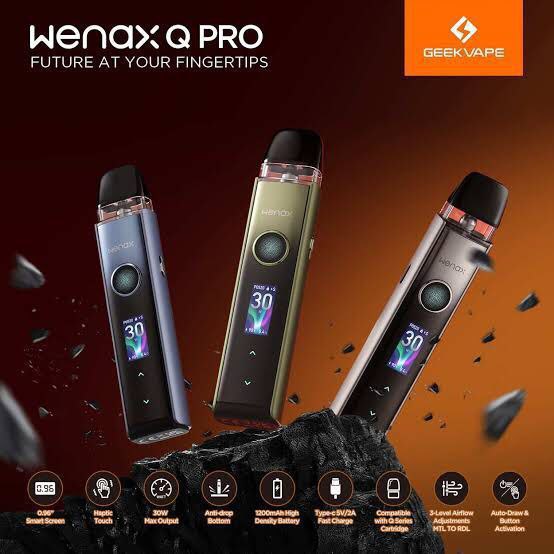 wenax Q PRO
GEEKVAPE
FUTURE AT YOUR FINGERTIPS
wenax
wenax
wenax
30
30
30
0.96
0.96"
Smart Screen
Haptic
Touch
30W
Max Output
Anti-drop
Bottom
1200mAh High
Density Battery
Type-c 5V/2A
Fast Charge
Compatible
with Q Series
Cartridge
3-Level Airflow
Adjustments
MTL TO RDL
Auto-Draw &
Button
Activation